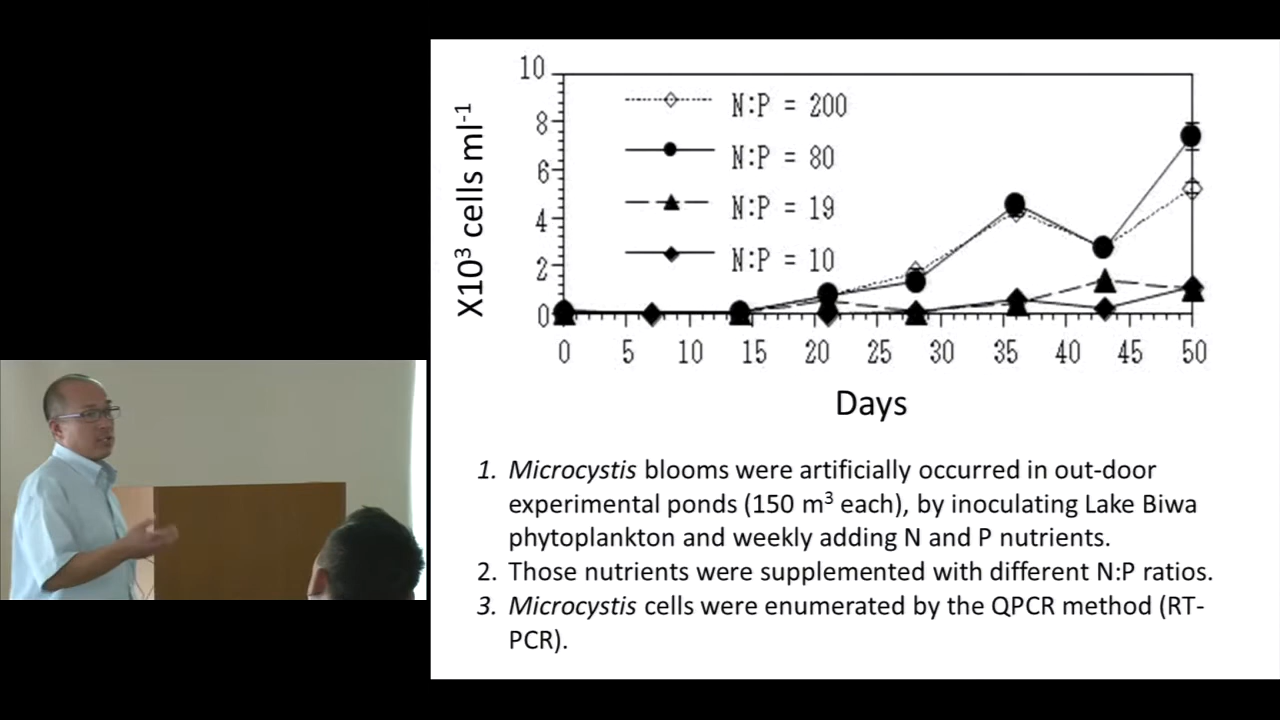 X10³ cells ml⁻¹
10
8
6
4
2
0
N:P = 200
N:P = 80
N:P = 19
N:P = 10
0 5 10 15 20 25 30 35 40 45 50
Days
1. Microcystis blooms were artificially occurred in out-door
experimental ponds (150 m³ each), by inoculating Lake Biwa
phytoplankton and weekly adding N and P nutrients.
2. Those nutrients were supplemented with different N:P ratios.
3. Microcystis cells were enumerated by the QPCR method (RT-
PCR).